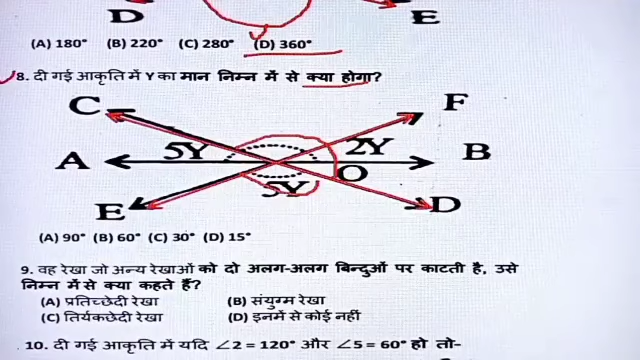 D E
(A) 180° (B) 220° (C) 280° (D) 360°
8. दी गई आकृति में Y का मान निम्न में से क्या होगा?
C F
5Y 2Y
A B
O
5Y
E D
(A) 90° (B) 60° (C) 30° (D) 15°
9. वह रेखा जो अन्य रेखाओं को दो अलग-अलग बिन्दुओं पर काटती है, उसे
निम्न में से क्या कहते हैं?
(A) प्रतिच्छेदी रेखा (B) संयुग्म रेखा
(C) तिर्यकछेदी रेखा (D) इनमें से कोई नहीं
10. दी गई आकृति में यदि ∠2 = 120° और ∠5 = 60° हो तो-